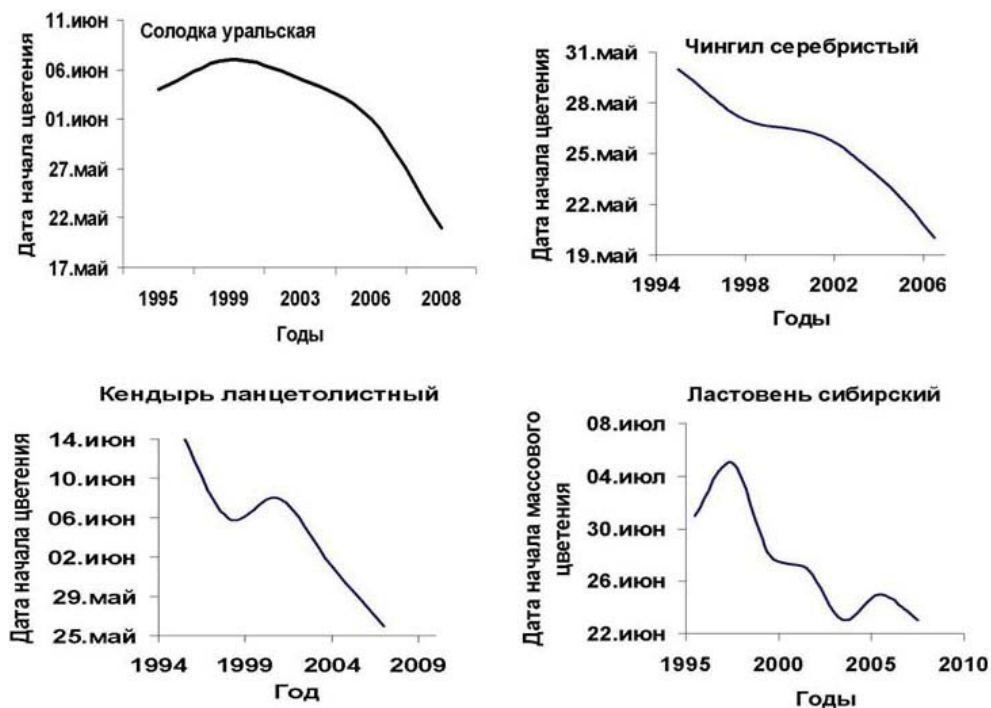 Солодка уральская
Дата начала цветения
11.июн
06.июн
01.июн
27.май
22.май
17.май
1995 1999 2003 2006 2008
Годы
Чингил серебристый
Дата начала цветения
31.май
28.май
25.май
22.май
19.май
1994 1998 2002 2006
Годы
Кендырь ланцетолистный
Дата начала цветения
14.июн
10.июн
06.июн
02.июн
29.май
25.май
1994 1999 2004 2009
Год
Ластовень сибирский
Дата начала массового
цветения
08.июл
04.июл
30.июн
26.июн
22.июн
1995 2000 2005 2010
Годы